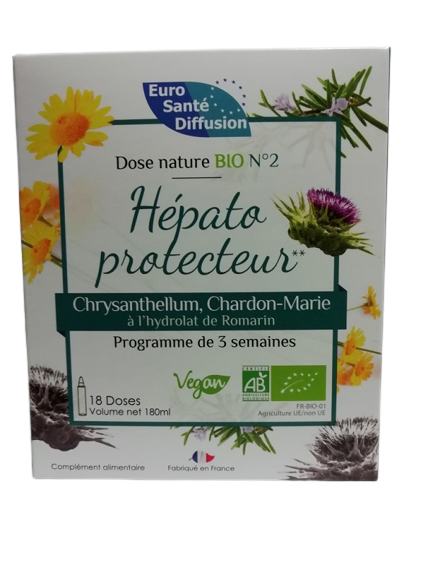 Euro
Santé
Diffusion
Dose nature BIO N°2
Hépato
protecteur**
Chrysanthellum, Chardon-Marie
à l'hydrolat de Romarin
Programme de 3 semaines
Vegan
CERTIFIÉ
AB
AGRICULTURE
BIOLOGIQUE
18 Doses
Volume net 180ml
FR-BIO-01
Agriculture UE/non UE
Complément alimentaire
Fabriqué en France